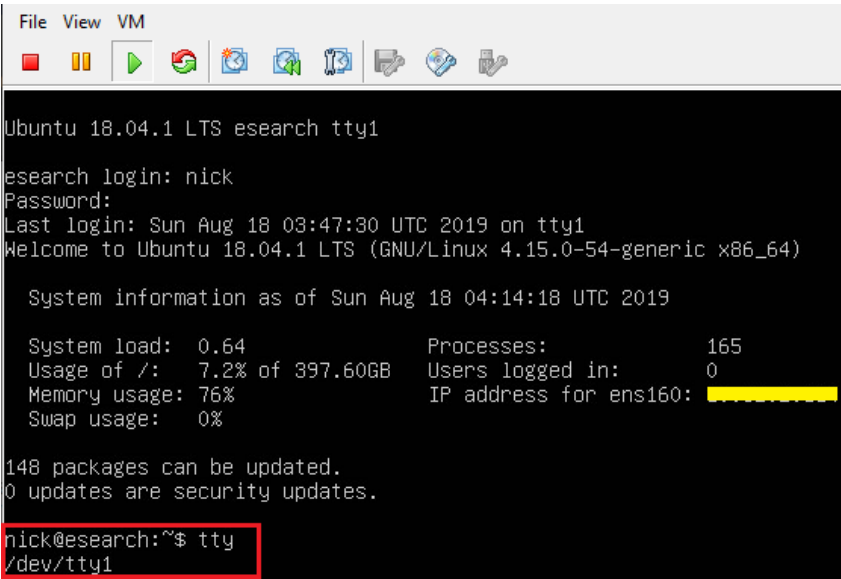 File View VM
Ubuntu 18.04.1 LTS esearch tty1
esearch login: nick
Password:
Last login: Sun Aug 18 03:47:30 UTC 2019 on tty1
Welcome to Ubuntu 18.04.1 LTS (GNU/Linux 4.15.0-54-generic x86_64)
System information as of Sun Aug 18 04:14:18 UTC 2019
System load: 0.64 Processes: 165
Usage of /: 7.2% of 397.60GB Users logged in: 0
Memory usage: 76% IP address for ens160:
Swap usage: 0%
148 packages can be updated.
0 updates are security updates.
nick@esearch:~$ tty
/dev/tty1